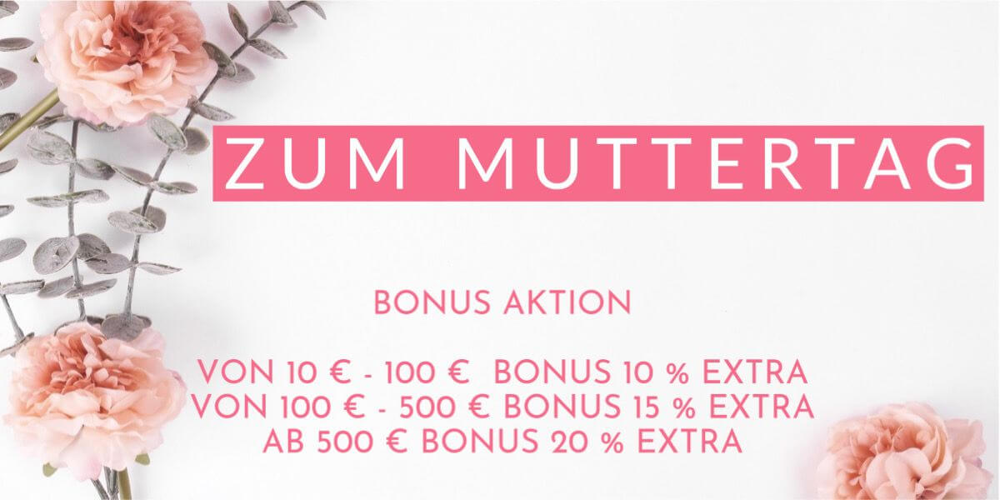 ZUM MUTTERTAG
BONUS AKTION
VON 10 € - 100 € BONUS 10 % EXTRA
VON 100 € - 500 € BONUS 15 % EXTRA
AB 500 € BONUS 20 % EXTRA